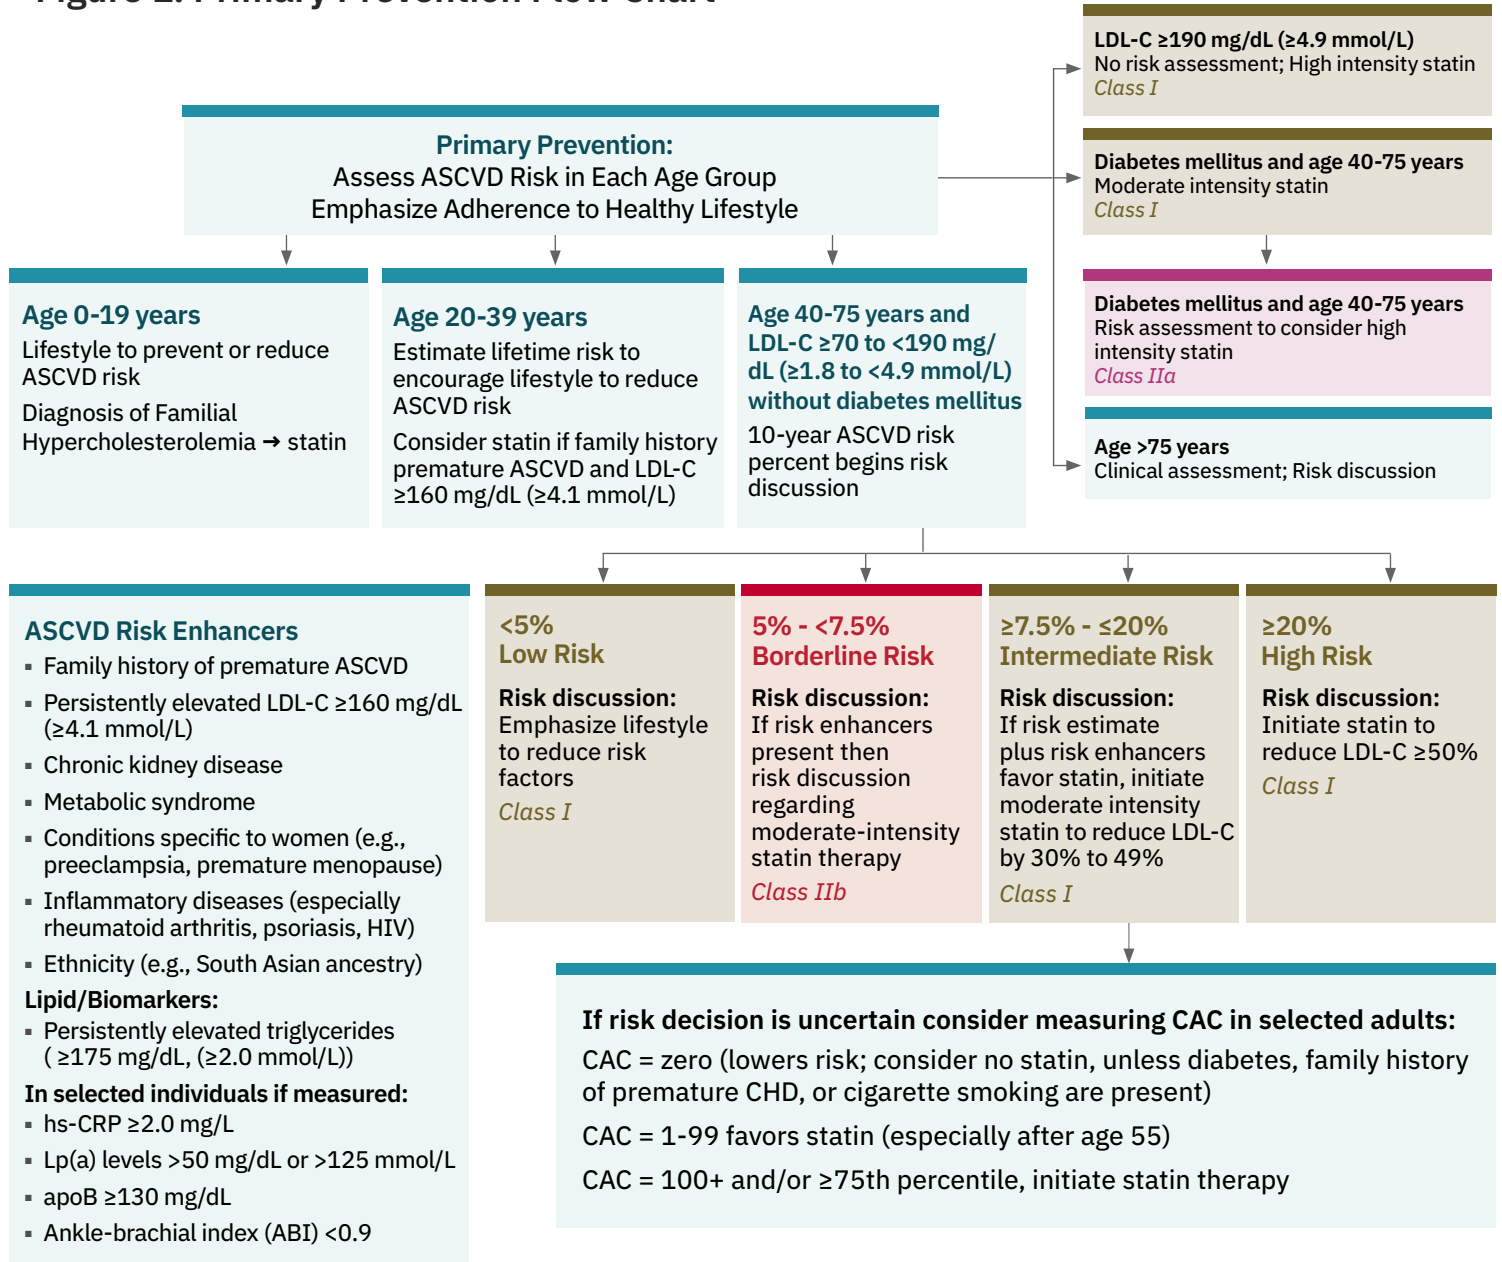 Figure 2. Primary Prevention Flow Chart
LDL-C ≥190 mg/dL (≥4.9 mmol/L)
No risk assessment; High intensity statin
Class I
Primary Prevention:
Assess ASCVD Risk in Each Age Group
Emphasize Adherence to Healthy Lifestyle
Diabetes mellitus and age 40-75 years
Moderate intensity statin
Class I
Age 0-19 years
Lifestyle to prevent or reduce
ASCVD risk
Diagnosis of Familial
Hypercholesterolemia → statin
Age 20-39 years
Estimate lifetime risk to
encourage lifestyle to reduce
ASCVD risk
Consider statin if family history
premature ASCVD and LDL-C
≥160 mg/dL (≥4.1 mmol/L)
Age 40-75 years and
LDL-C ≥70 to <190 mg/
dL (≥1.8 to <4.9 mmol/L)
without diabetes mellitus
10-year ASCVD risk
percent begins risk
discussion
Diabetes mellitus and age 40-75 years
Risk assessment to consider high
intensity statin
Class IIa
Age >75 years
Clinical assessment; Risk discussion
ASCVD Risk Enhancers
▪ Family history of premature ASCVD
▪ Persistently elevated LDL-C ≥160 mg/dL
(≥4.1 mmol/L)
▪ Chronic kidney disease
▪ Metabolic syndrome
▪ Conditions specific to women (e.g.,
preeclampsia, premature menopause)
▪ Inflammatory diseases (especially
rheumatoid arthritis, psoriasis, HIV)
▪ Ethnicity (e.g., South Asian ancestry)
Lipid/Biomarkers:
▪ Persistently elevated triglycerides
( ≥175 mg/dL, (≥2.0 mmol/L))
In selected individuals if measured:
▪ hs-CRP ≥2.0 mg/L
▪ Lp(a) levels >50 mg/dL or >125 mmol/L
▪ apoB ≥130 mg/dL
▪ Ankle-brachial index (ABI) <0.9
<5%
Low Risk
Risk discussion:
Emphasize lifestyle
to reduce risk
factors
Class I
5% - <7.5%
Borderline Risk
Risk discussion:
If risk enhancers
present then
risk discussion
regarding
moderate-intensity
statin therapy
Class IIb
≥7.5% - ≤20%
Intermediate Risk
Risk discussion:
If risk estimate
plus risk enhancers
favor statin, initiate
moderate intensity
statin to reduce LDL-C
by 30% to 49%
Class I
≥20%
High Risk
Risk discussion:
Initiate statin to
reduce LDL-C ≥50%
Class I
If risk decision is uncertain consider measuring CAC in selected adults:
CAC = zero (lowers risk; consider no statin, unless diabetes, family history
of premature CHD, or cigarette smoking are present)
CAC = 1-99 favors statin (especially after age 55)
CAC = 100+ and/or ≥75th percentile, initiate statin therapy